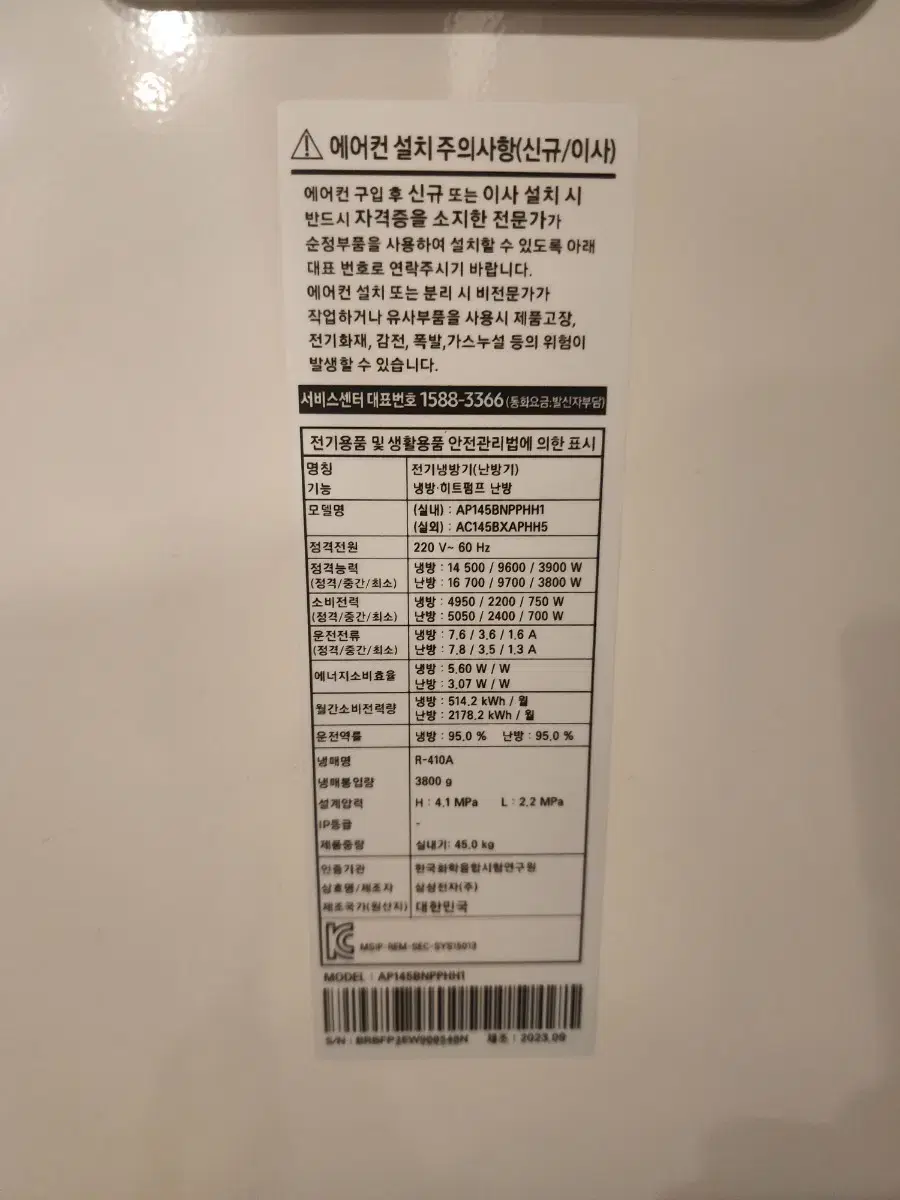 에어컨 설치 주의사항(신규/이사)
에어컨 구입 후 신규 또는 이사 설치 시
반드시 자격증을 소지한 전문가가
순정부품을 사용하여 설치할 수 있도록 아래
대표 번호로 연락주시기 바랍니다.
에어컨 설치 또는 분리 시 비전문가가
작업하거나 유사부품을 사용시 제품고장,
전기화재, 감전, 폭발,가스누설 등의 위험이
발생할 수 있습니다.
서비스센터 대표번호 1588-3366 (통화요금:발신자부담)
전기용품 및 생활용품 안전관리법에 의한 표시
명칭 전기냉방기(난방기)
기능 냉방·히트펌프 난방
모델명 (실내) : AP145BNPPHH1
(실외) : AC145BXAPHH5
정격전원 220 V~ 60 Hz
정격능력 냉방 : 14 500 / 9600 / 3900 W
(정격/중간/최소) 난방 : 16 700 / 9700 / 3800 W
소비전력 냉방 : 4950 / 2200 / 750 W
(정격/중간/최소) 난방 : 5050 / 2400 / 700 W
운전전류 냉방 : 7.6 / 3.6 / 1.6 A
(정격/중간/최소) 난방 : 7.8 / 3.5 / 1.3 A
에너지소비효율 냉방 : 5.60 W / W
난방 : 3.07 W / W
월간소비전력량 냉방 : 514.2 kWh / 월
난방 : 2178.2 kWh / 월
운전역률 냉방 : 95.0 % 난방 : 95.0 %
냉매명 R-410A
냉매봉입량 3800 g
설계압력 H : 4.1 MPa L : 2.2 MPa
IP등급 -
제품중량 실내기: 45.0 kg
인증기관 한국화학융합시험연구원
상호명/제조자 삼성전자(주)
제조국가(원산지) 대한민국
MSIP-REM-SEC-SYS15013
MODEL : AP145BNPPHH1
S/N : 제조 : 2023.09